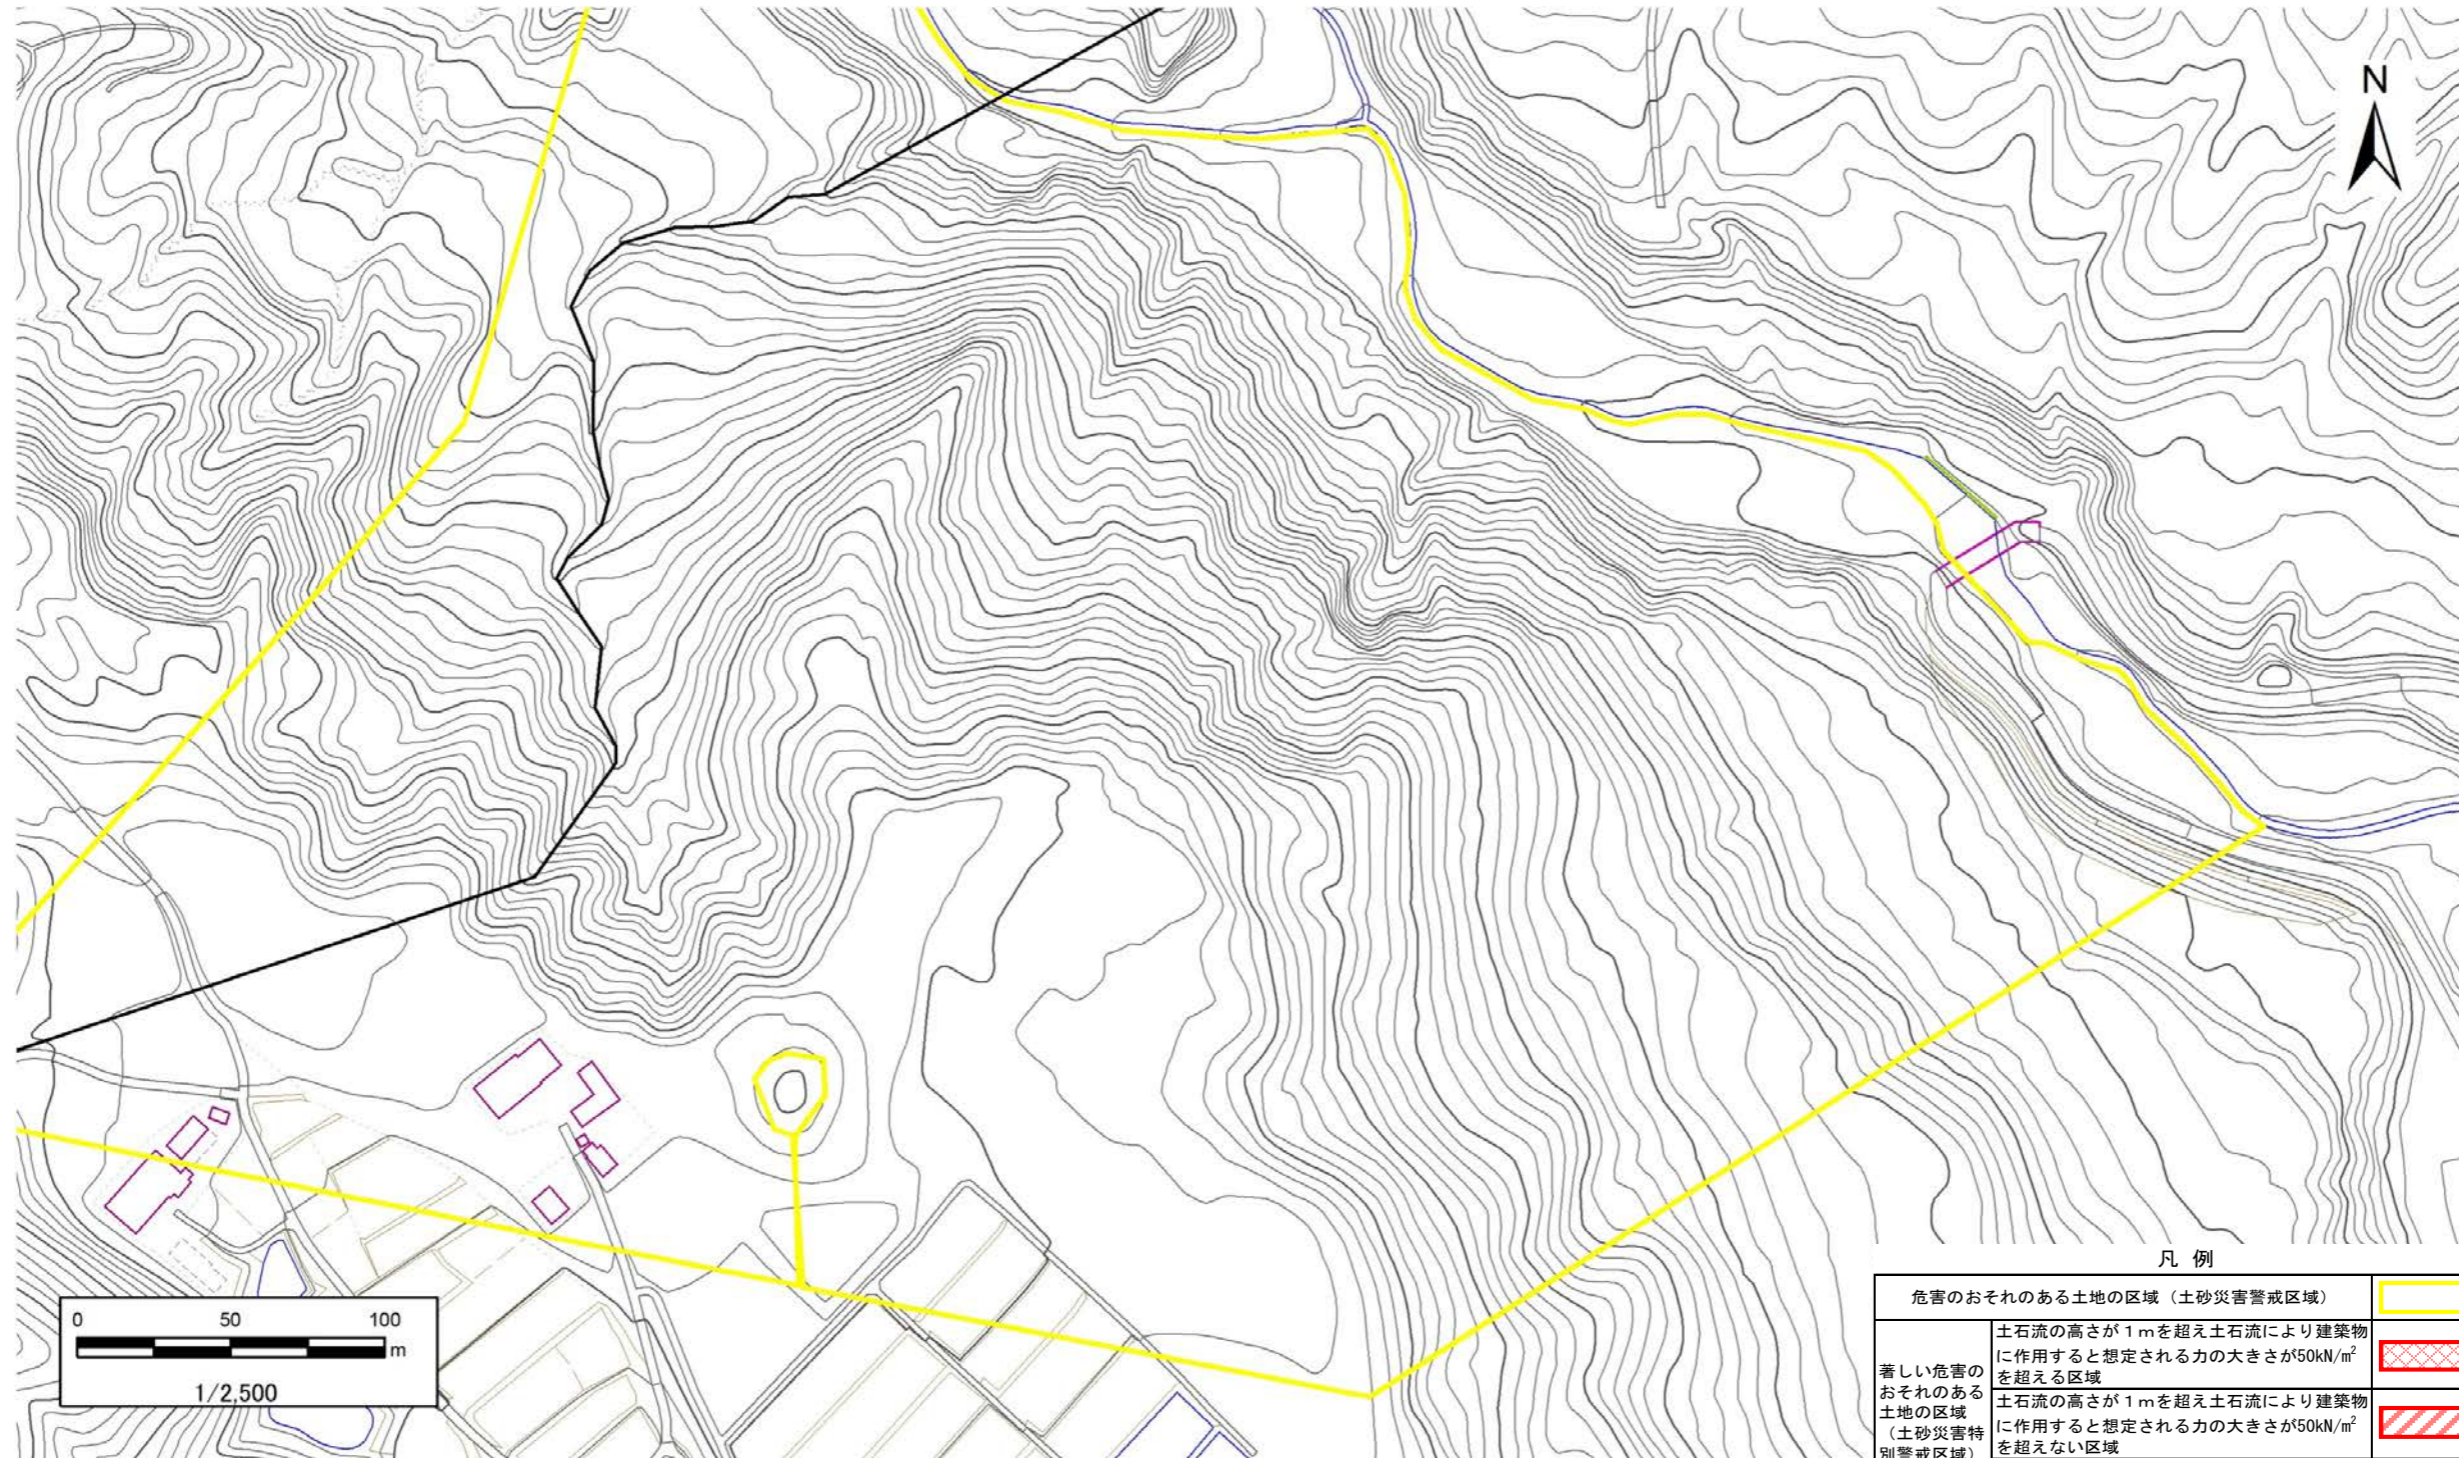 N
凡 例
危害のおそれのある土地の区域（土砂災害警戒区域）
著しい危害の
おそれのある
土地の区域
（土砂災害特
別警戒区域）
土石流の高さが１ｍを超え土石流により建築物
に作用すると想定される力の大きさが50kN/㎡
を超える区域
土石流の高さが１ｍを超え土石流により建築物
に作用すると想定される力の大きさが50kN/㎡
を超えない区域
0 50 100
m
1/2,500